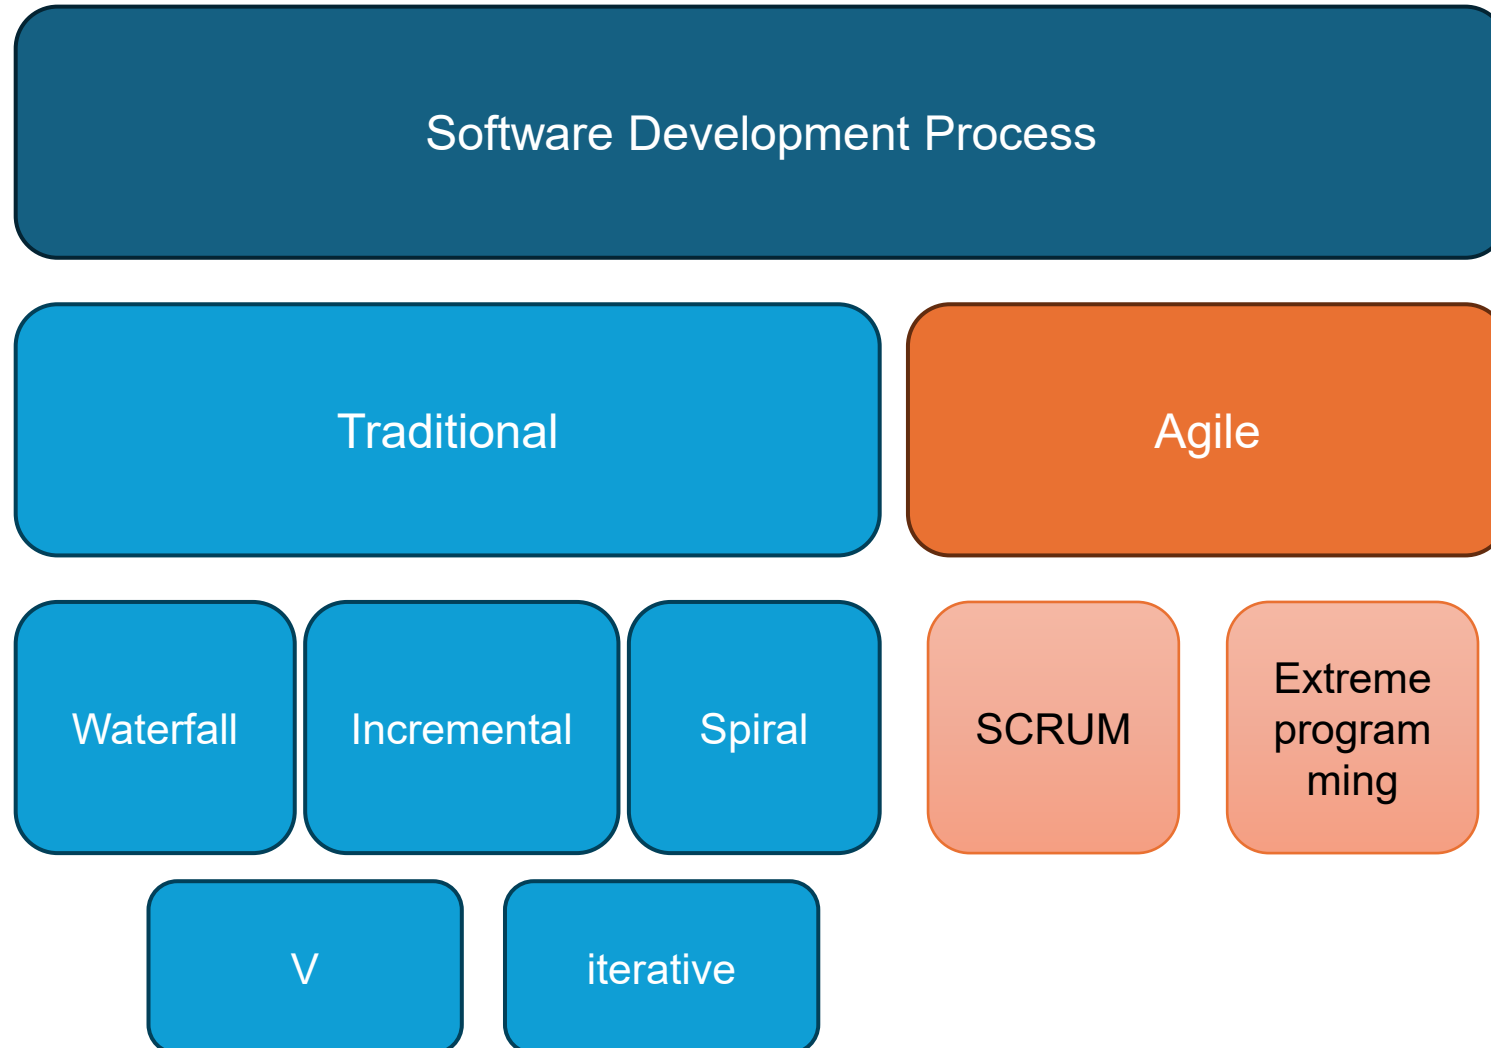 Software Development Process
Traditional
Agile
Waterfall
Incremental
Spiral
SCRUM
Extreme
program
ming
V
iterative